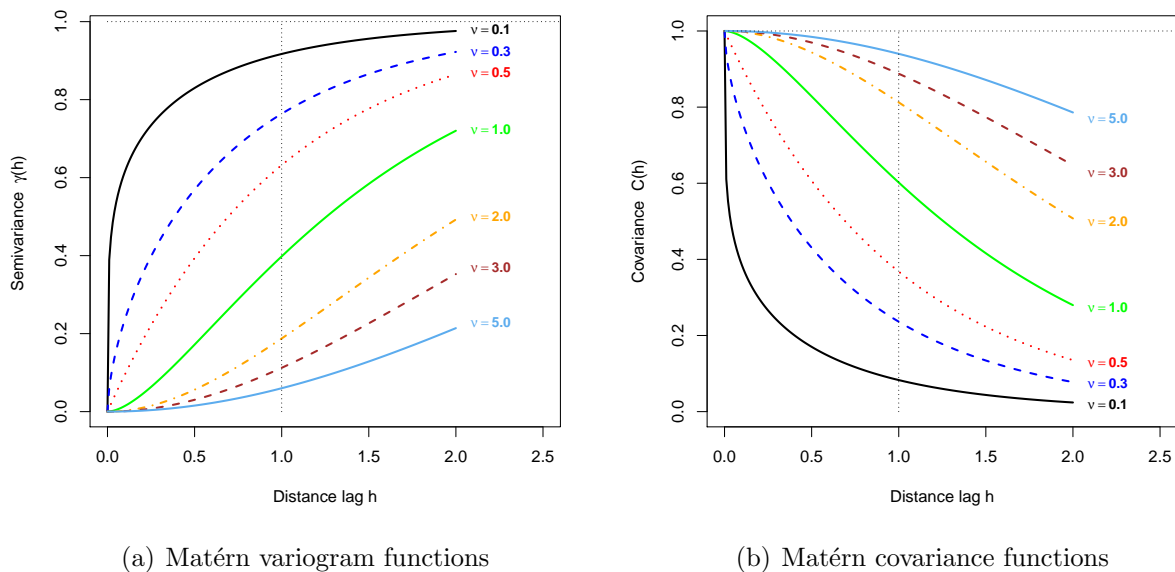 0.0 0.5 1.0 1.5 2.0 2.5
0.0 0.2 0.4 0.6 0.8 1.0
Distance lag h
Semivariance γ(h)
ν = 0.1
ν = 0.3
ν = 0.5
ν = 1.0
ν = 2.0
ν = 3.0
ν = 5.0
(a) Matérn variogram functions
0.0 0.5 1.0 1.5 2.0 2.5
0.0 0.2 0.4 0.6 0.8 1.0
Distance lag h
Covariance C(h)
ν = 5.0
ν = 3.0
ν = 2.0
ν = 1.0
ν = 0.5
ν = 0.3
ν = 0.1
(b) Matérn covariance functions